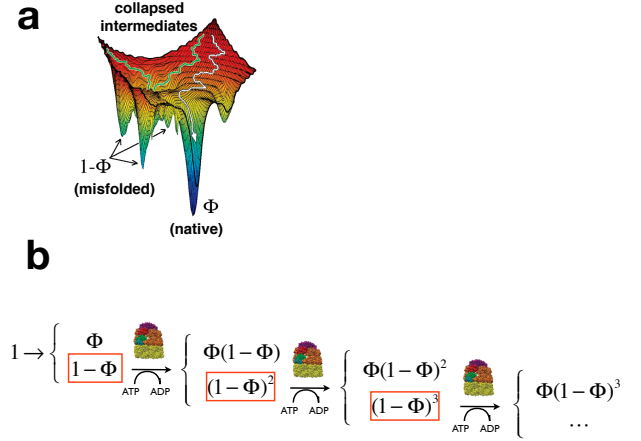 a
collapsed
intermediates
1-Φ
(misfolded)
Φ
(native)
b
1 → { Φ
1 − Φ
ATP ADP
Φ(1 − Φ)
(1 − Φ)²
ATP ADP
Φ(1 − Φ)²
(1 − Φ)³
ATP ADP
Φ(1 − Φ)³
...